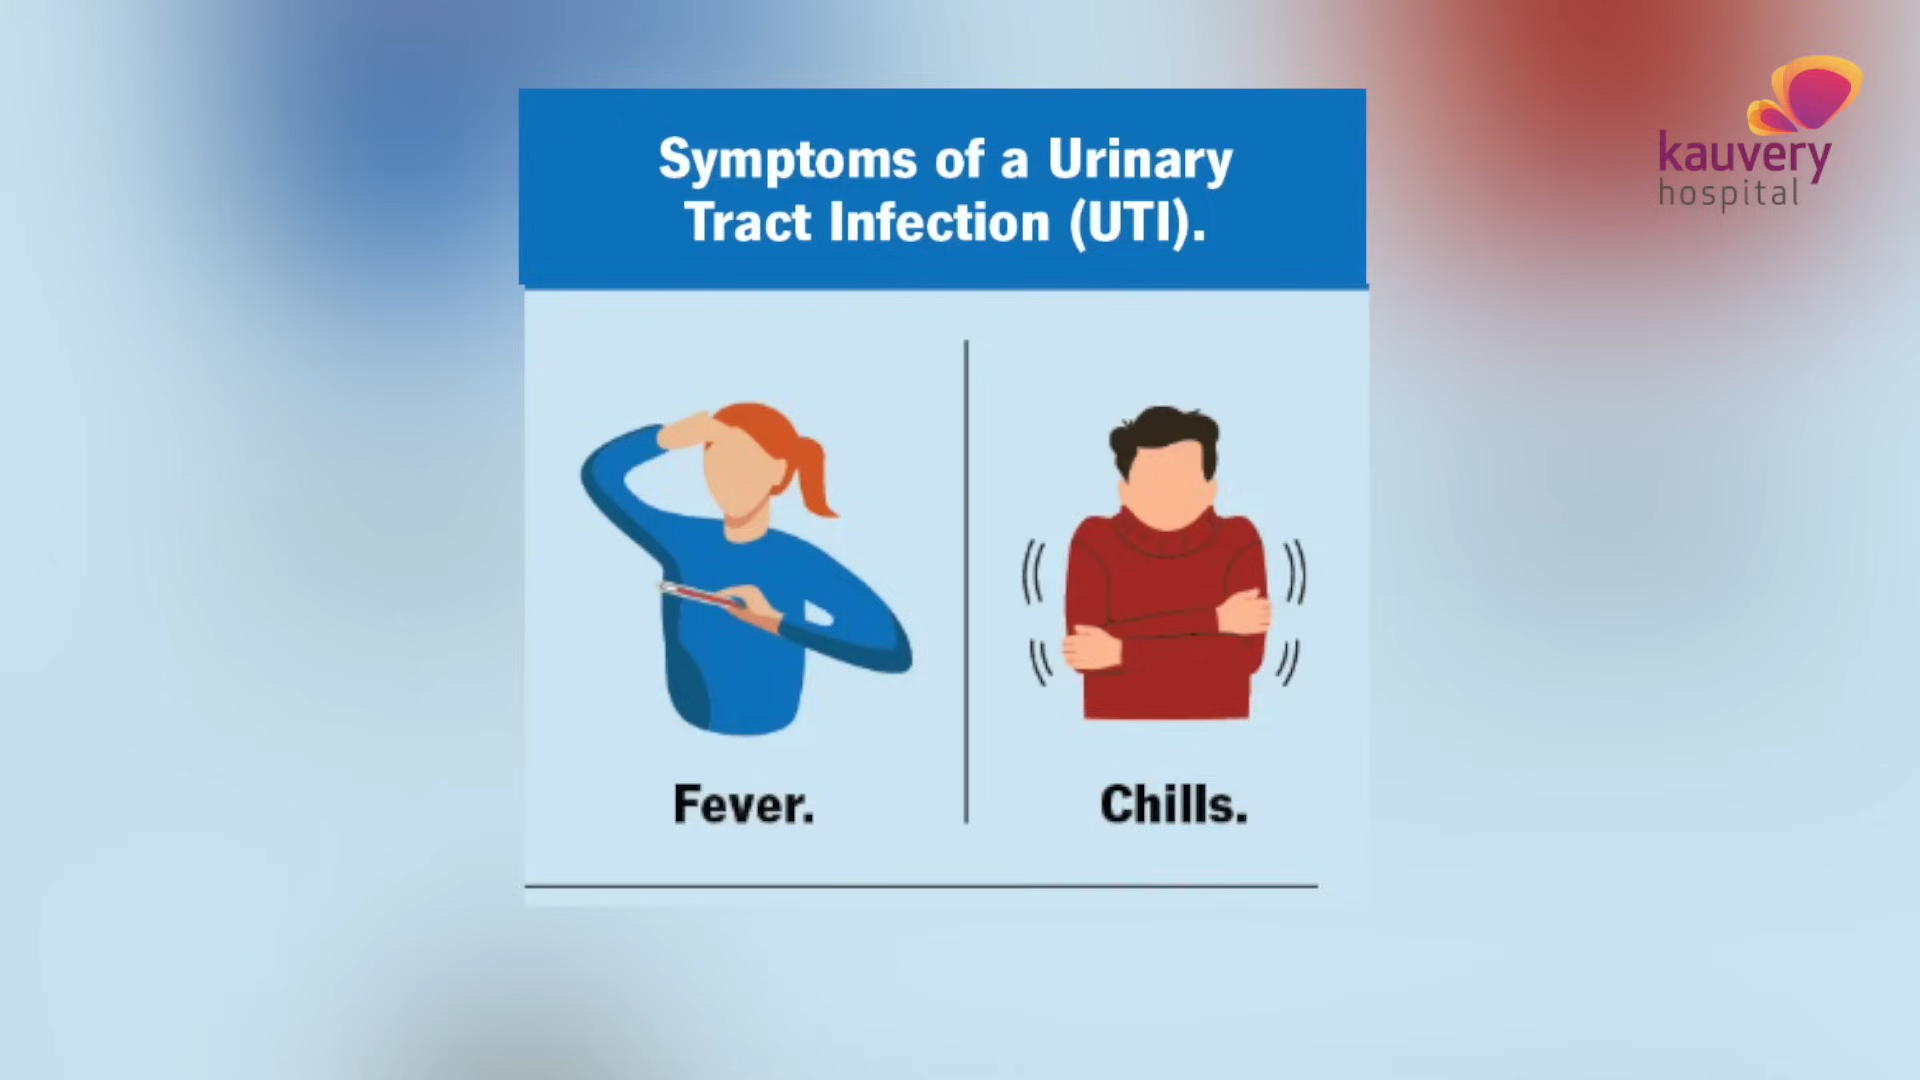 Symptoms of a Urinary
Tract Infection (UTI).
kauvery
hospital
Fever.
Chills.